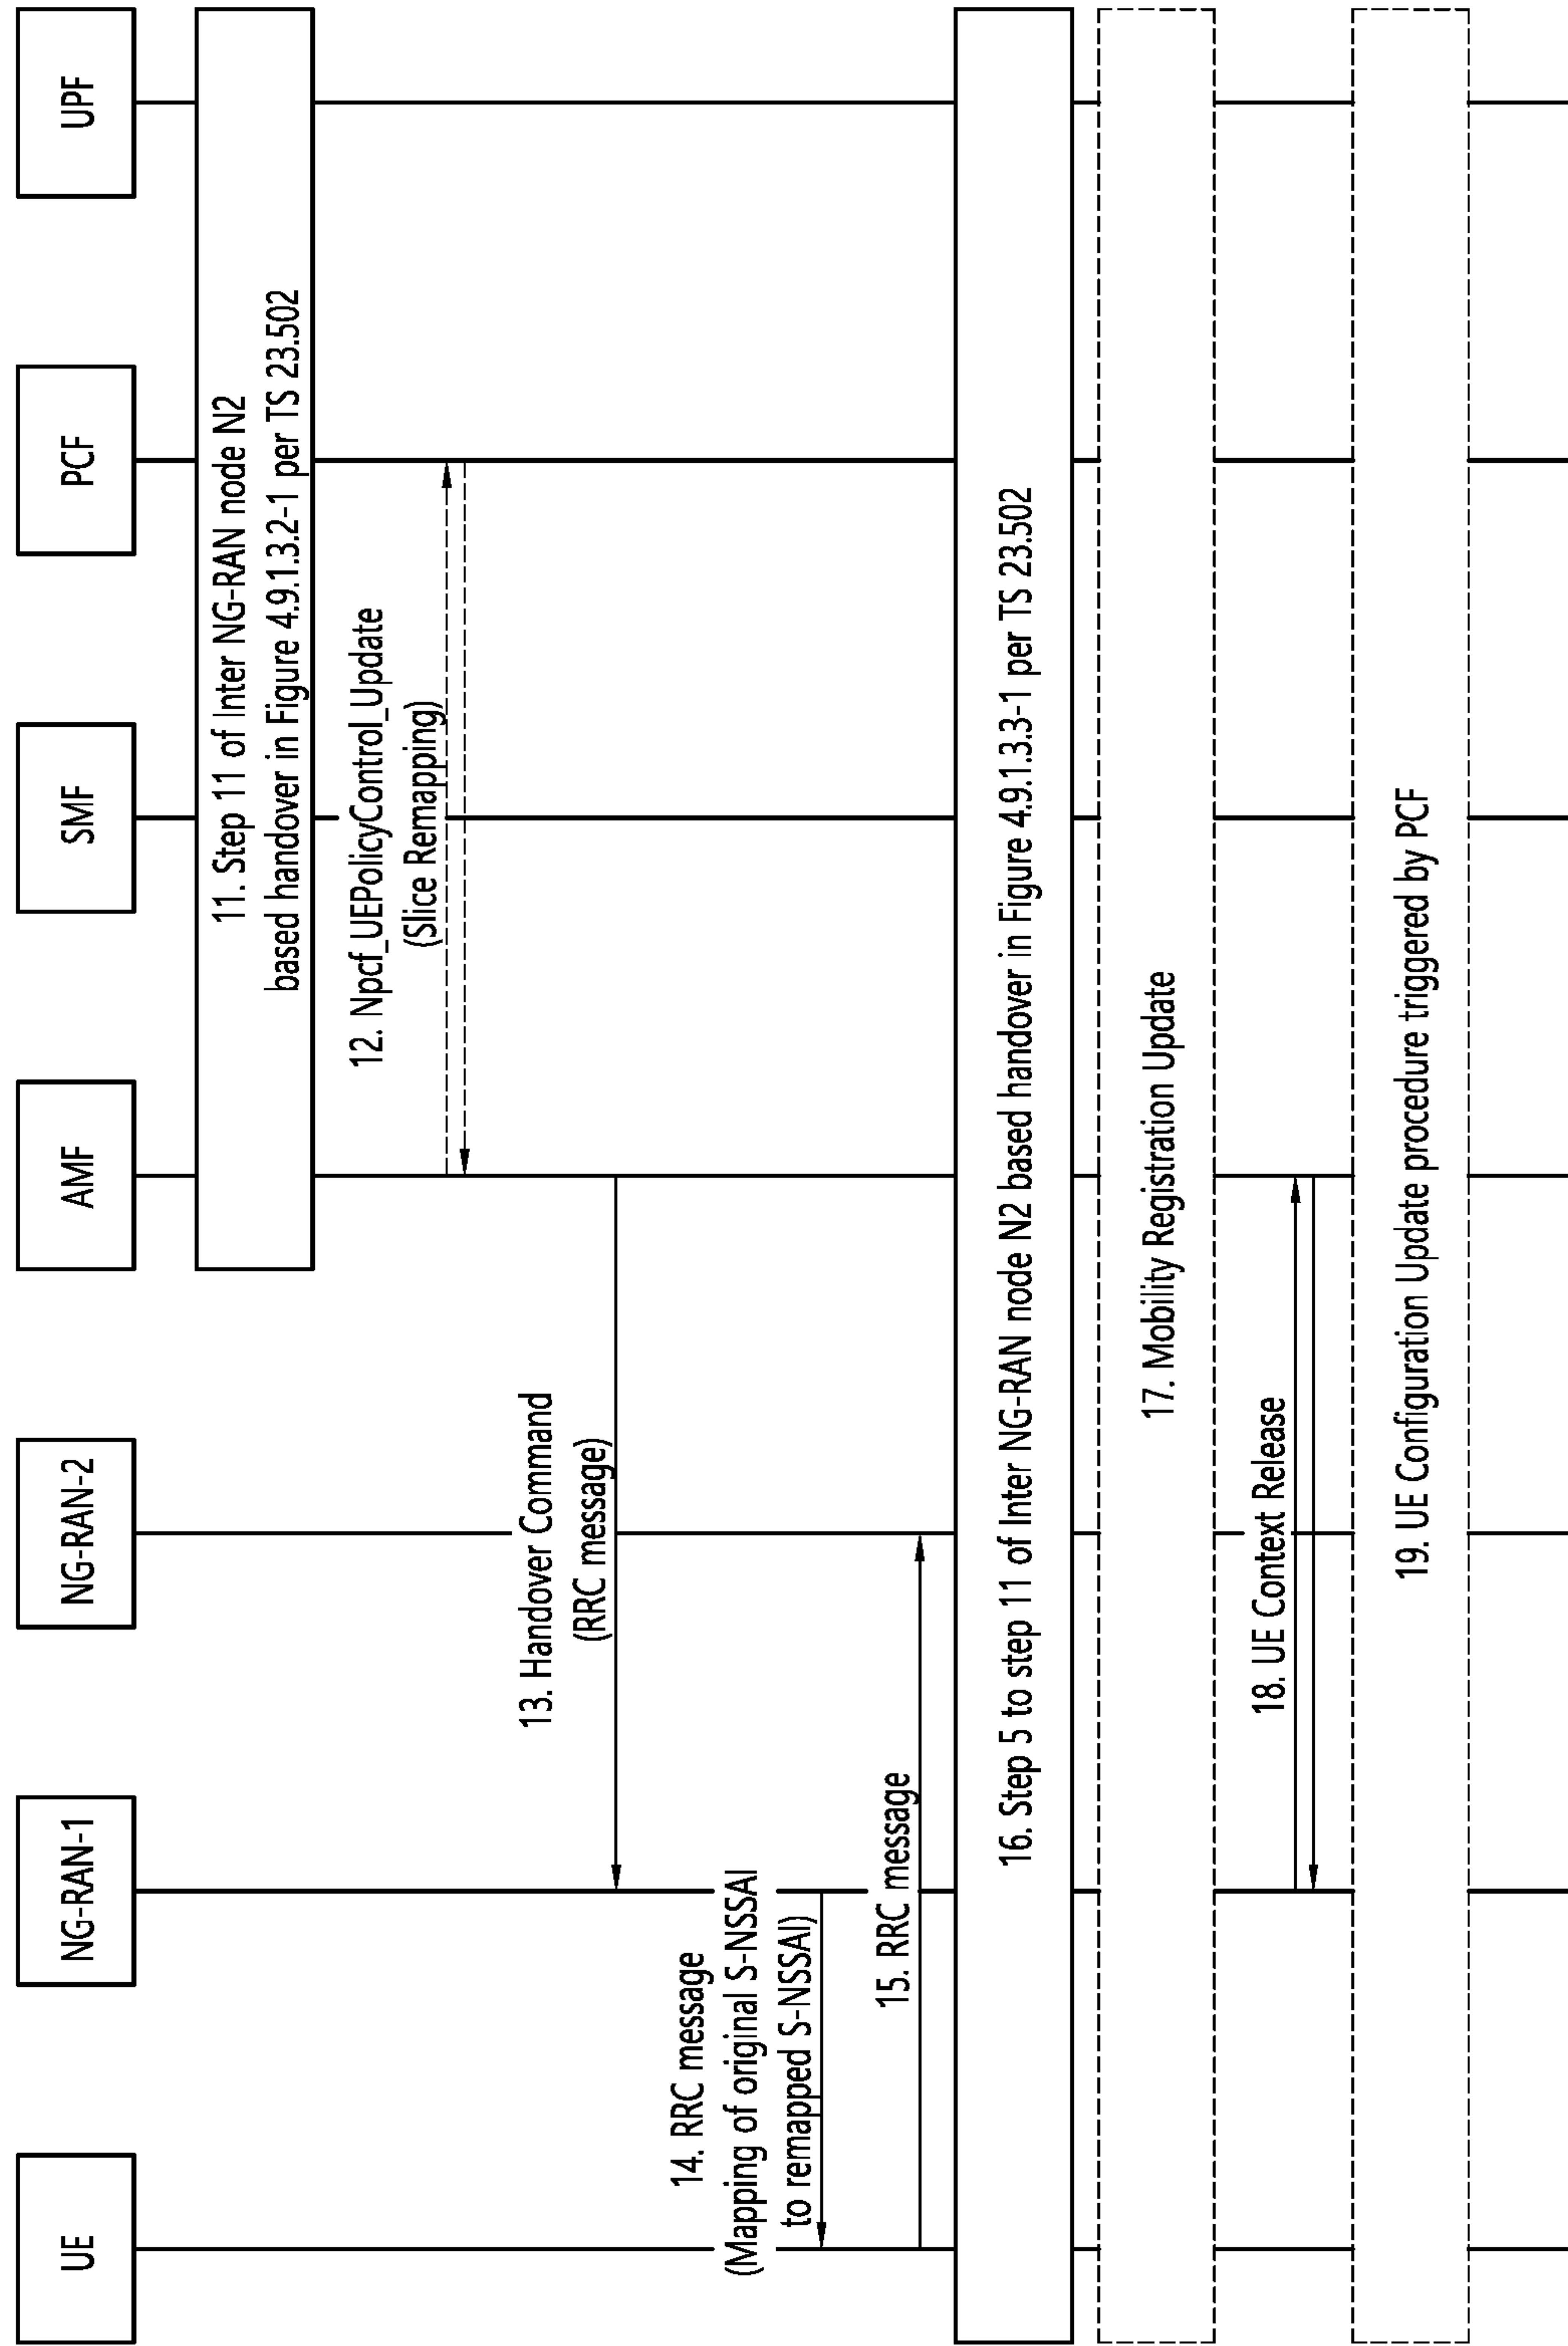 UE
NG-RAN-1
NG-RAN-2
AMF
SMF
PCF
UPF
11. Step 11 of Inter NG-RAN node N2
based handover in Figure 4.9.1.3.2-1 per TS 23.502
12. Npcf_UEPolicyControl_Update
(Slice Remapping)
13. Handover Command
(RRC message)
14. RRC message
(Mapping of original S-NSSAI
to remapped S-NSSAI)
15. RRC message
16. Step 5 to step 11 of Inter NG-RAN node N2 based handover in Figure 4.9.1.3.3-1 per TS 23.502
17. Mobility Registration Update
18. UE Context Release
19. UE Configuration Update procedure triggered by PCF